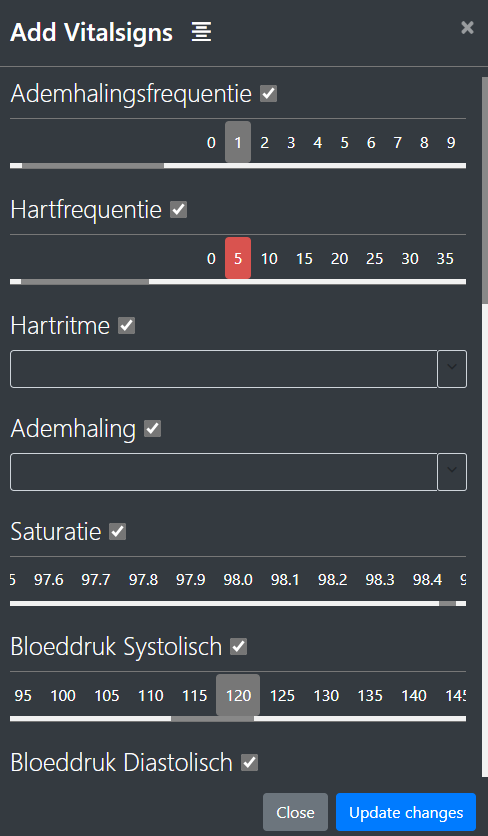 Add Vitalsigns
×
Ademhalingsfrequentie
0 1 2 3 4 5 6 7 8 9
Hartfrequentie
0 5 10 15 20 25 30 35
Hartritme
Ademhaling
Saturatie
97.6 97.7 97.8 97.9 98.0 98.1 98.2 98.3 98.4
Bloeddruk Systolisch
95 100 105 110 115 120 125 130 135 140 145
Bloeddruk Diastolisch
Close Update changes